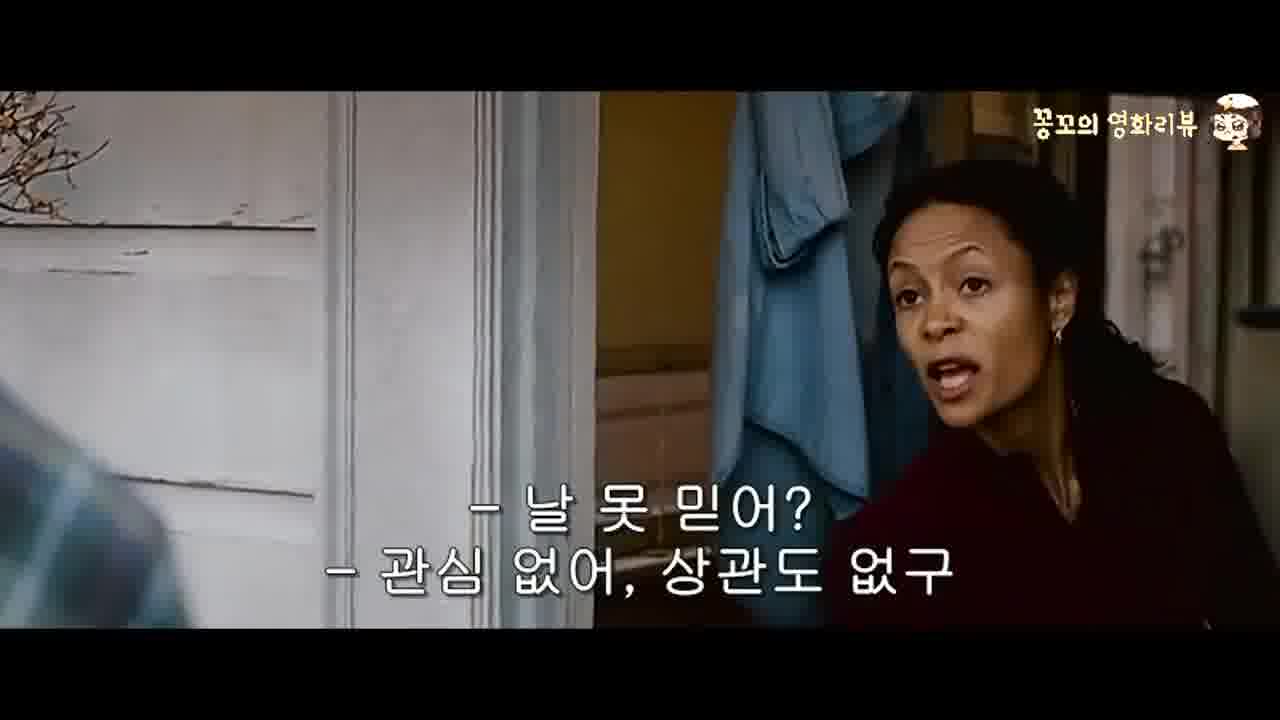 꽁꼬의 영화리뷰
- 날 못 믿어?
- 관심 없어, 상관도 없구